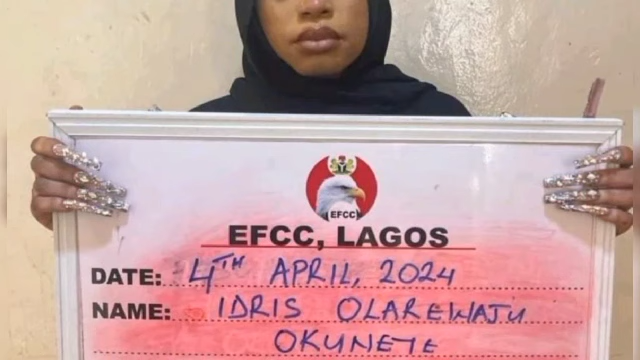 EFCC
EFCC, LAGOS
DATE: 4TH APRIL, 2024
NAME: IDRIS OLAREWAJU
OKUNEYE